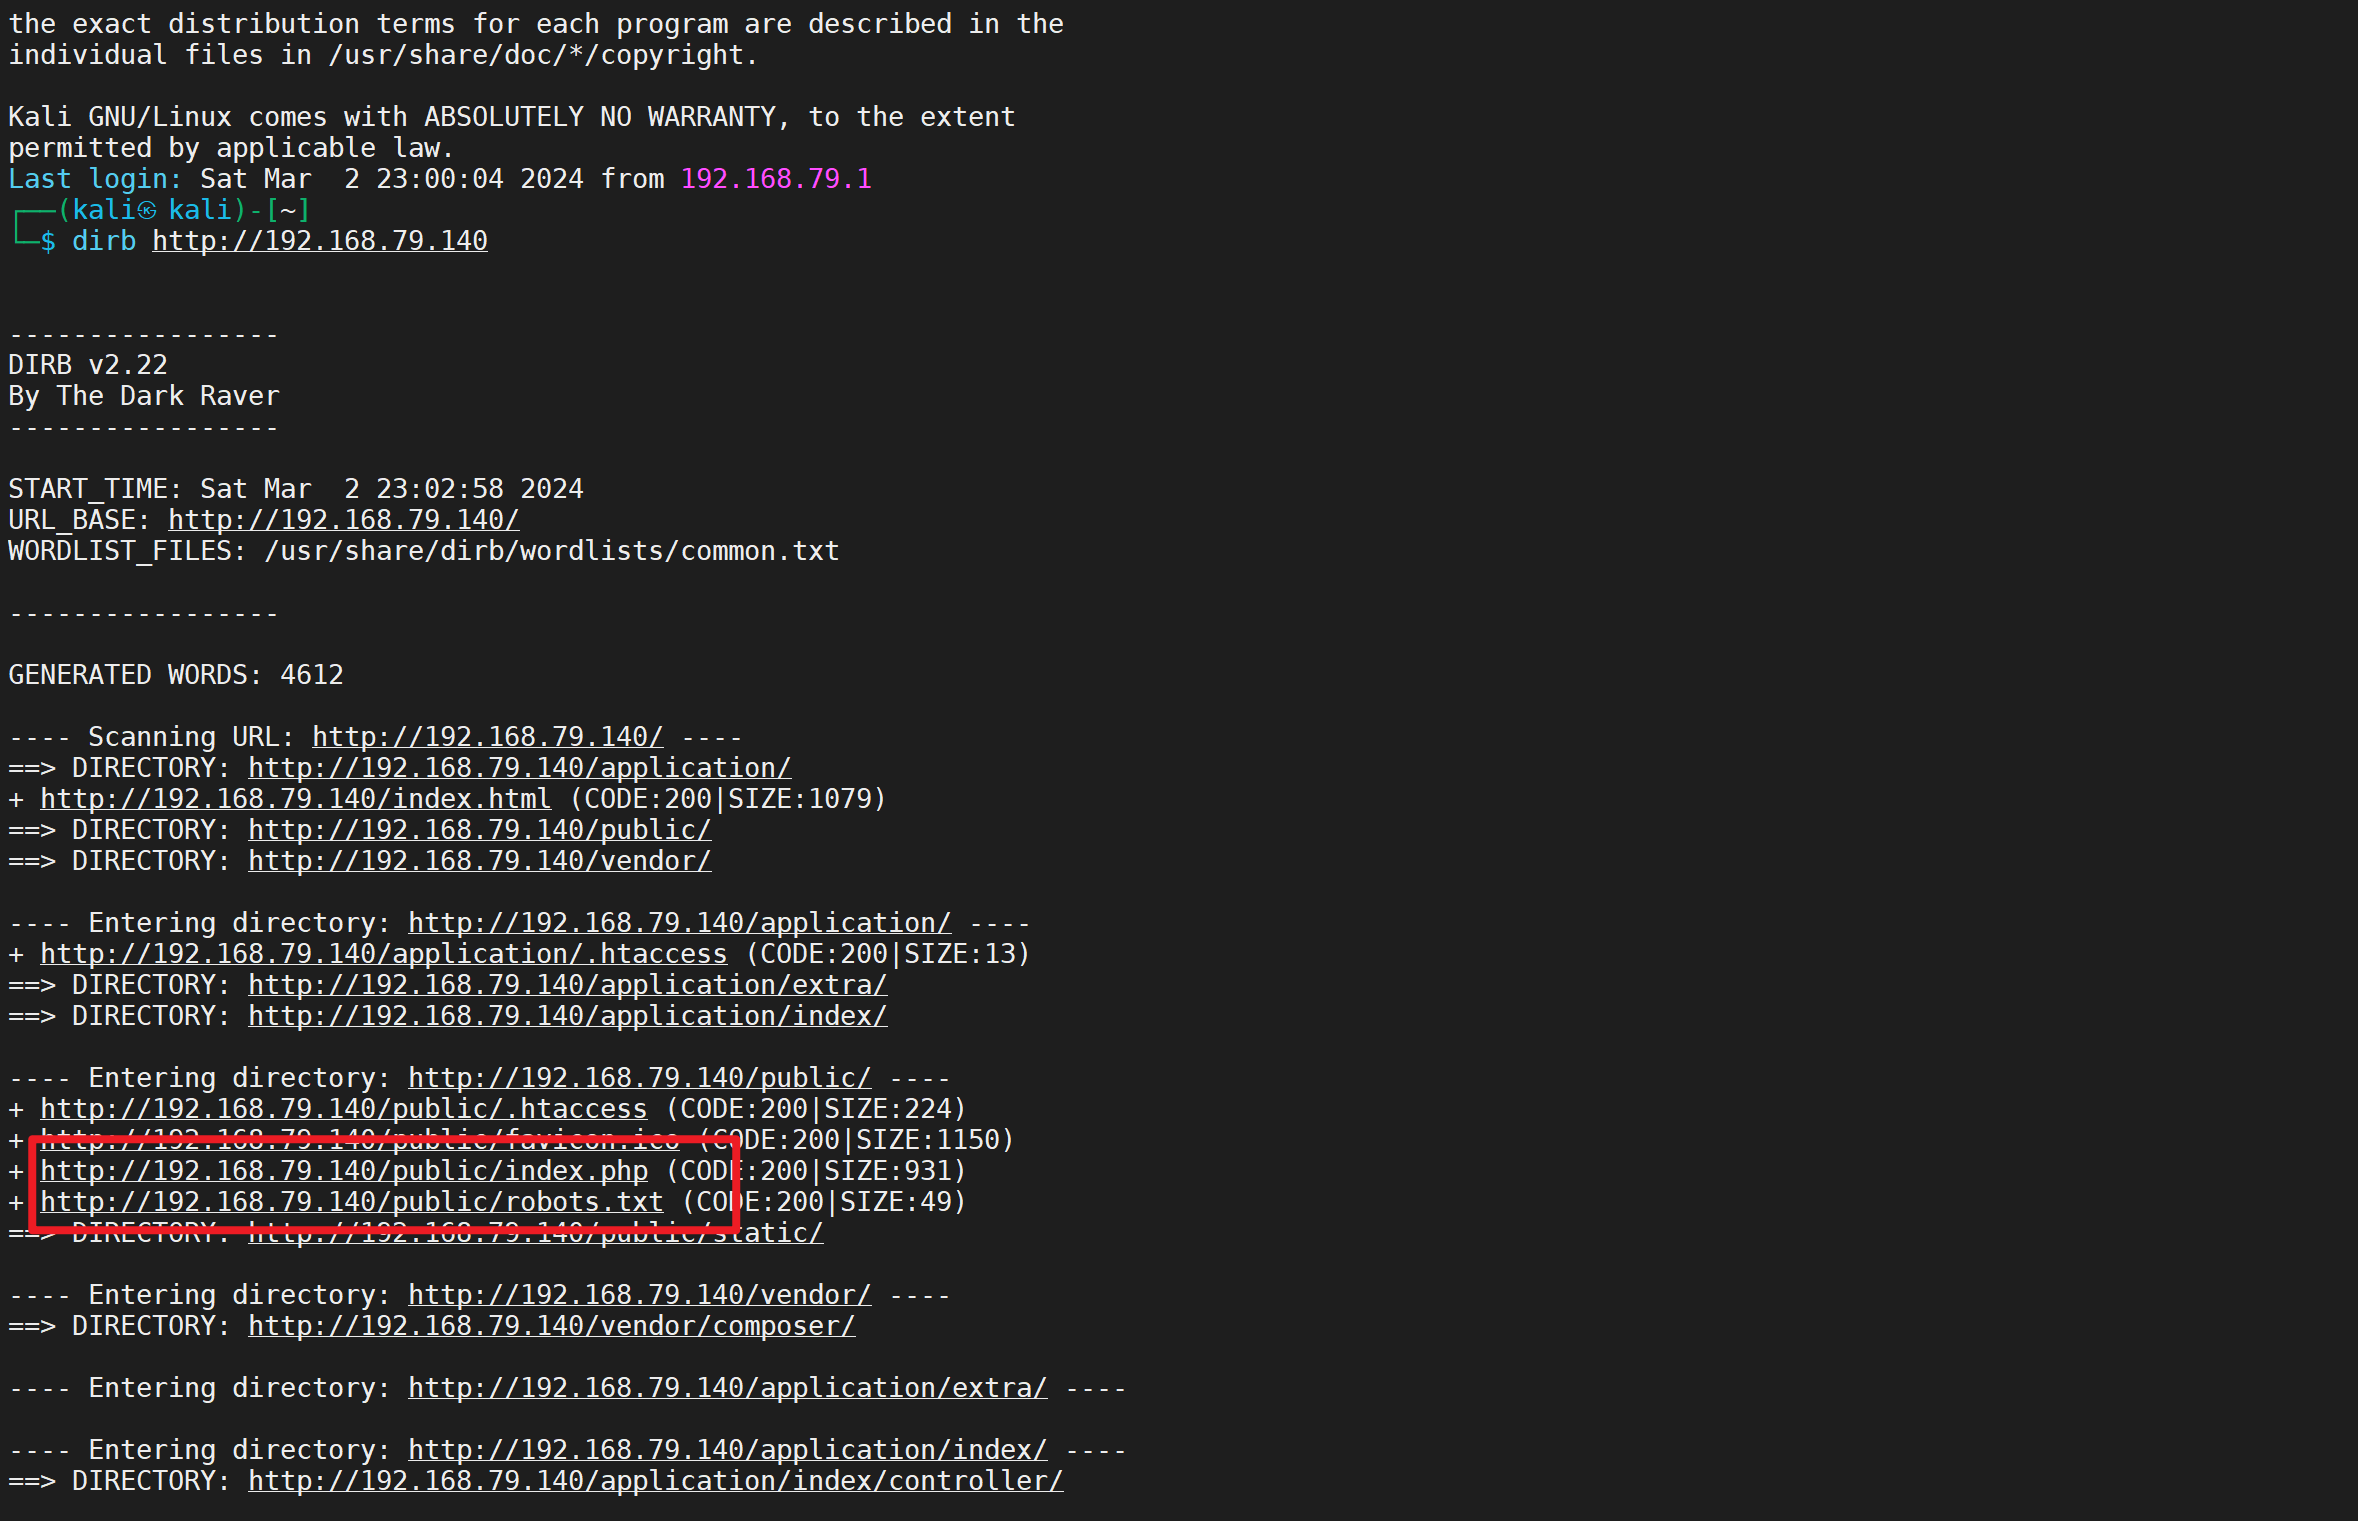 the exact distribution terms for each program are described in the
individual files in /usr/share/doc/*/copyright.
Kali GNU/Linux comes with ABSOLUTELY NO WARRANTY, to the extent
permitted by applicable law.
Last login: Sat Mar  2 23:00:04 2024 from 192.168.79.1
┌──(kali㉿kali)-[~]
└─$ dirb http://192.168.79.140
-----------------
DIRB v2.22
By The Dark Raver
-----------------
START_TIME: Sat Mar  2 23:02:58 2024
URL_BASE: http://192.168.79.140/
WORDLIST_FILES: /usr/share/dirb/wordlists/common.txt
-----------------
GENERATED WORDS: 4612
---- Scanning URL: http://192.168.79.140/ ----
==> DIRECTORY: http://192.168.79.140/application/
+ http://192.168.79.140/index.html (CODE:200|SIZE:1079)
==> DIRECTORY: http://192.168.79.140/public/
==> DIRECTORY: http://192.168.79.140/vendor/
---- Entering directory: http://192.168.79.140/application/ ----
+ http://192.168.79.140/application/.htaccess (CODE:200|SIZE:13)
==> DIRECTORY: http://192.168.79.140/application/extra/
==> DIRECTORY: http://192.168.79.140/application/index/
---- Entering directory: http://192.168.79.140/public/ ----
+ http://192.168.79.140/public/.htaccess (CODE:200|SIZE:224)
+ http://192.168.79.140/public/favicon.ico (CODE:200|SIZE:1150)
+ http://192.168.79.140/public/index.php (CODE:200|SIZE:931)
+ http://192.168.79.140/public/robots.txt (CODE:200|SIZE:49)
==> DIRECTORY: http://192.168.79.140/public/static/
---- Entering directory: http://192.168.79.140/vendor/ ----
==> DIRECTORY: http://192.168.79.140/vendor/composer/
---- Entering directory: http://192.168.79.140/application/extra/ ----
---- Entering directory: http://192.168.79.140/application/index/ ----
==> DIRECTORY: http://192.168.79.140/application/index/controller/